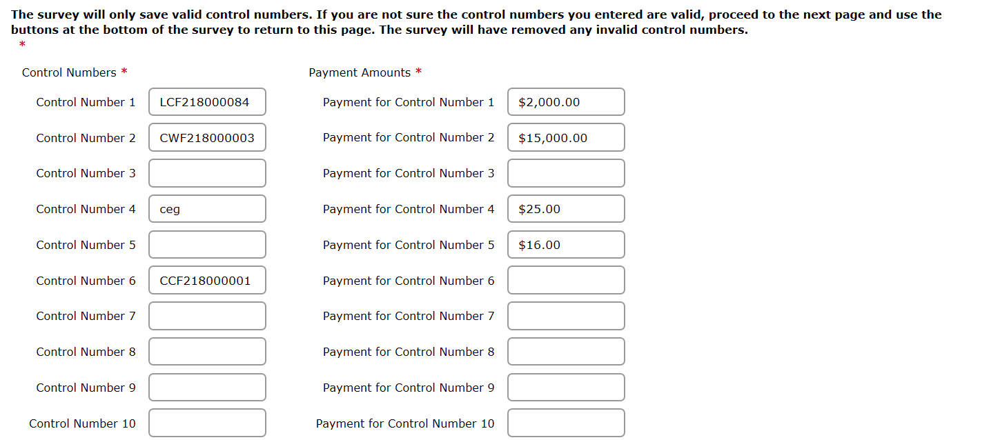 The survey will only save valid control numbers. If you are not sure the control numbers you entered are valid, proceed to the next page and use the
buttons at the bottom of the survey to return to this page. The survey will have removed any invalid control numbers.
*
Control Numbers * Payment Amounts *
Control Number 1 LCF218000084 Payment for Control Number 1 $2,000.00
Control Number 2 CWF218000003 Payment for Control Number 2 $15,000.00
Control Number 3 Payment for Control Number 3
Control Number 4 ceg Payment for Control Number 4 $25.00
Control Number 5 Payment for Control Number 5 $16.00
Control Number 6 CCF218000001 Payment for Control Number 6
Control Number 7 Payment for Control Number 7
Control Number 8 Payment for Control Number 8
Control Number 9 Payment for Control Number 9
Control Number 10 Payment for Control Number 10